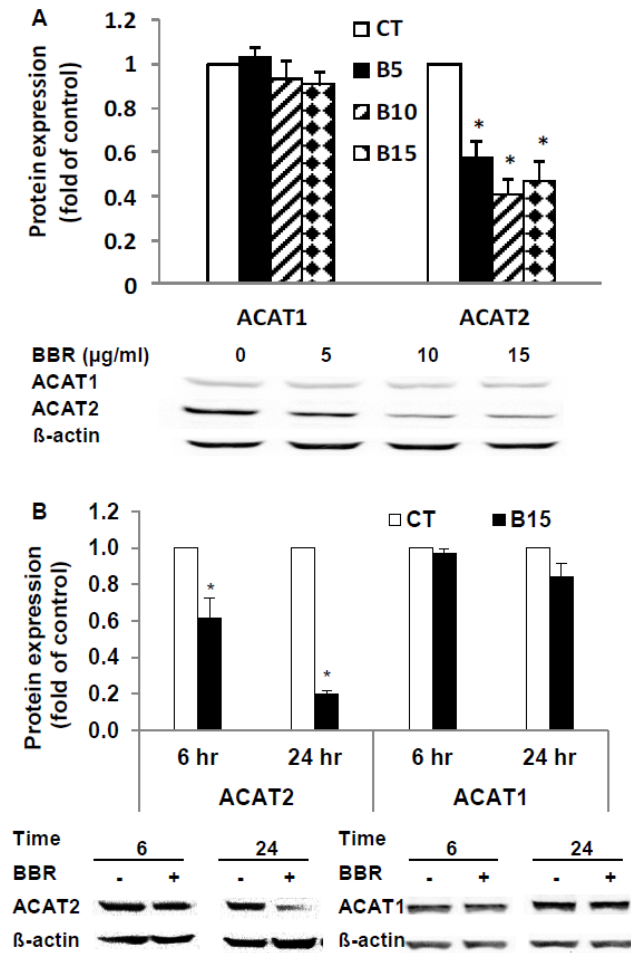 A
Protein expression
(fold of control)
1
0.8
0.6
0.4
0.2
0
CT
B5
B10
B15
*
*
*
ACAT1 ACAT2
BBR (µg/ml) 0 5 10 15
ACAT1
ACAT2
ß-actin
B
Protein expression
(fold of control)
1.2
1.0
0.8
0.6
0.4
0.2
0.0
CT B15
*
*
6 hr 24 hr 6 hr 24 hr
ACAT2 ACAT1
Time 6 24
BBR - + - +
ACAT2
ß-actin
Time 6 24
BBR - + - +
ACAT1
ß-actin